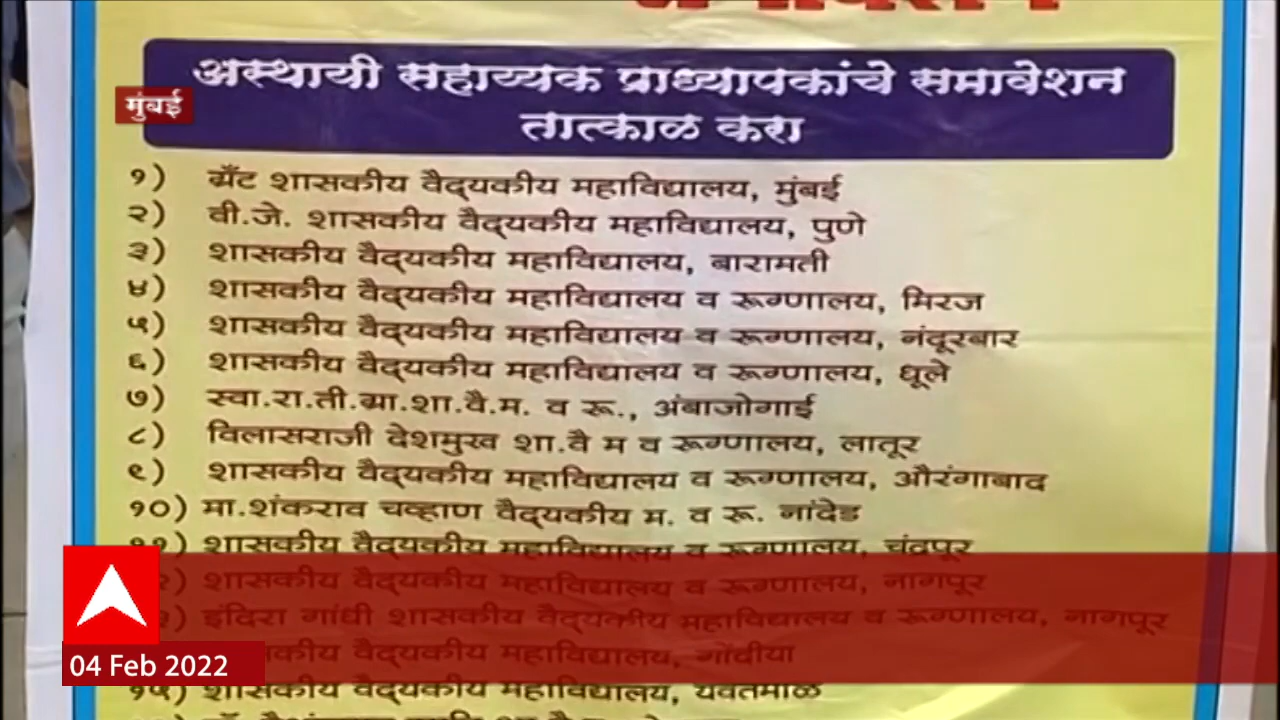 अस्थायी सहाय्यक प्राध्यापकांचे समावेशन
तात्काळ करा
मुंबई
१) ग्रँट शासकीय वैद्यकीय महाविद्यालय, मुंबई
२) वी.जे. शासकीय वैद्यकीय महाविद्यालय, पुणे
३) शासकीय वैद्यकीय महाविद्यालय, बारामती
४) शासकीय वैद्यकीय महाविद्यालय व रूग्णालय, मिरज
५) शासकीय वैद्यकीय महाविद्यालय व रूग्णालय, नंदूरबार
६) शासकीय वैद्यकीय महाविद्यालय व रूग्णालय, धूले
७) स्वा.रा.ती.ग्रा.शा.वै.म. व रू., अंबाजोगाई
८) विलासराजी देशमुख शा.वै म व रूग्णालय, लातूर
९) शासकीय वैद्यकीय महाविद्यालय व रूग्णालय, औरंगाबाद
१०) मा.शंकराव चव्हाण वैद्यकीय म. व रू. नांदेड
११) शासकीय वैद्यकीय महाविद्यालय व रूग्णालय, चंद्रपूर
२) शासकीय वैद्यकीय महाविद्यालय व रूग्णालय, नागपूर
) इंदिरा गांधी शासकीय वैद्यकीय महाविद्यालय व रूग्णालय, नागपूर
वैद्यकीय महाविद्यालय, गोंदीया
१५) शासकीय वैद्यकीय महाविद्यालय, यवतमाळ
04 Feb 2022